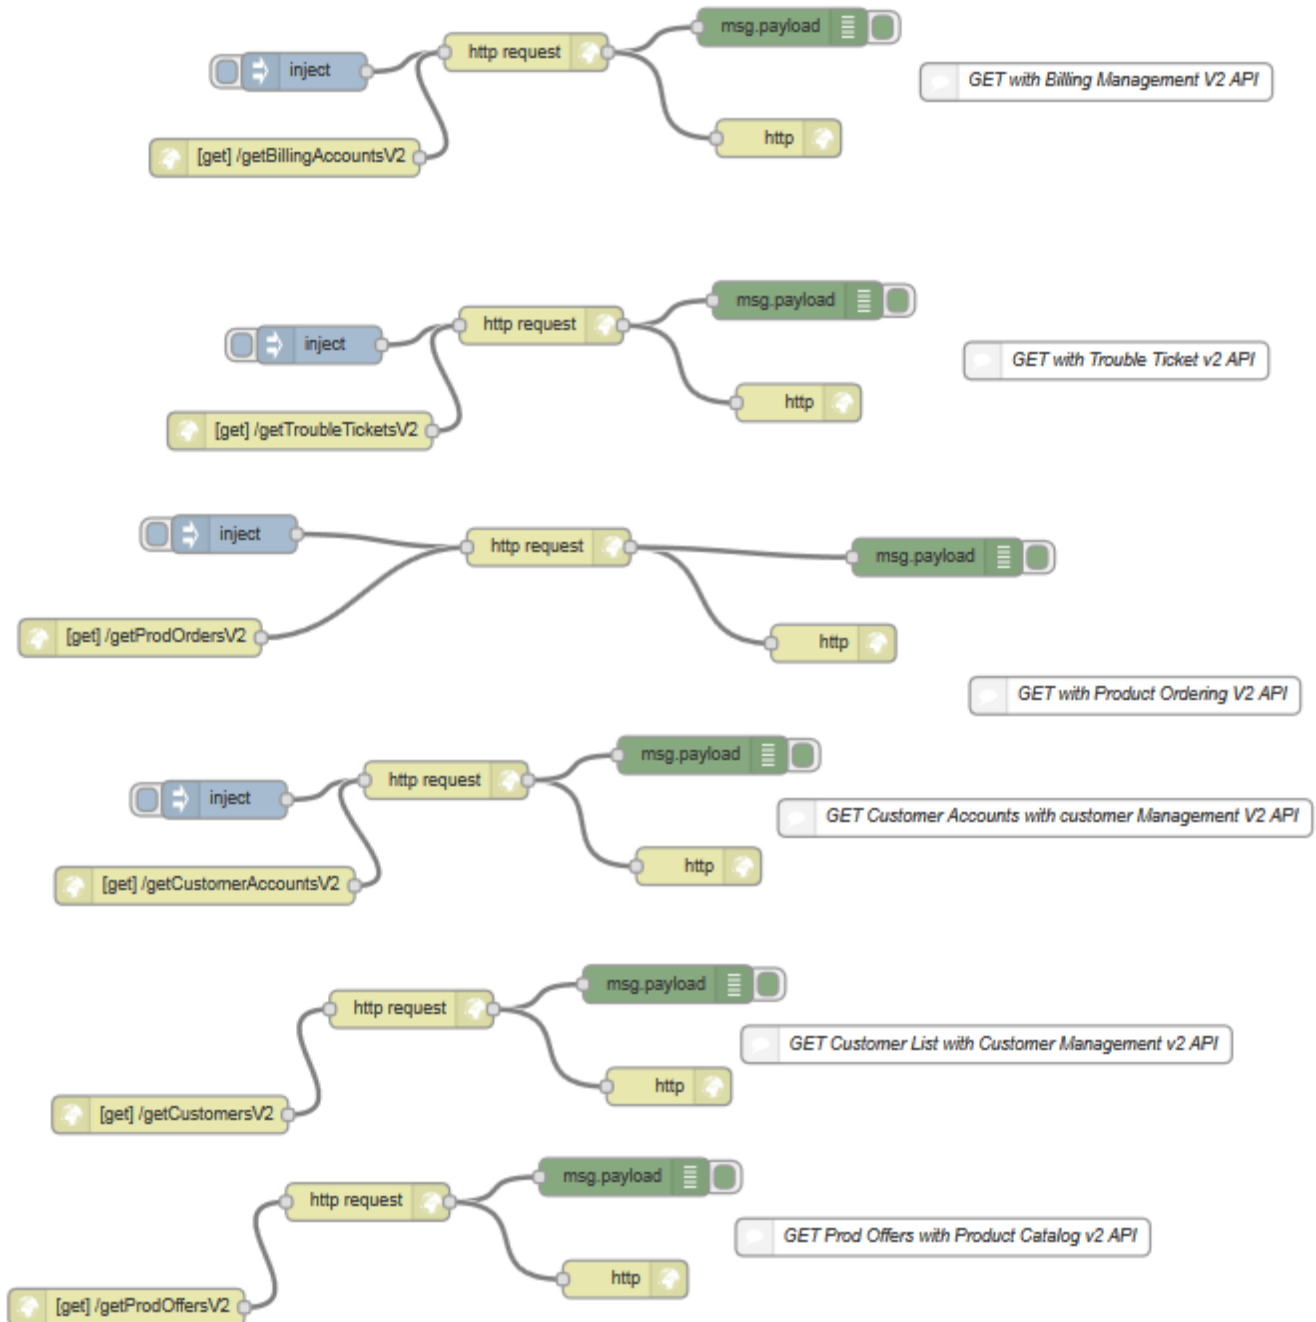 msg.payload
http request
inject
GET with Billing Management V2 API
http
[get] /getBillingAccountsV2
msg.payload
http request
inject
GET with Trouble Ticket v2 API
http
[get] /getTroubleTicketsV2
inject
http request
msg.payload
[get] /getProdOrdersV2
http
GET with Product Ordering V2 API
msg.payload
http request
inject
GET Customer Accounts with customer Management V2 API
http
[get] /getCustomerAccountsV2
msg.payload
http request
GET Customer List with Customer Management v2 API
http
[get] /getCustomersV2
msg.payload
http request
GET Prod Offers with Product Catalog v2 API
http
[get] /getProdOffersV2